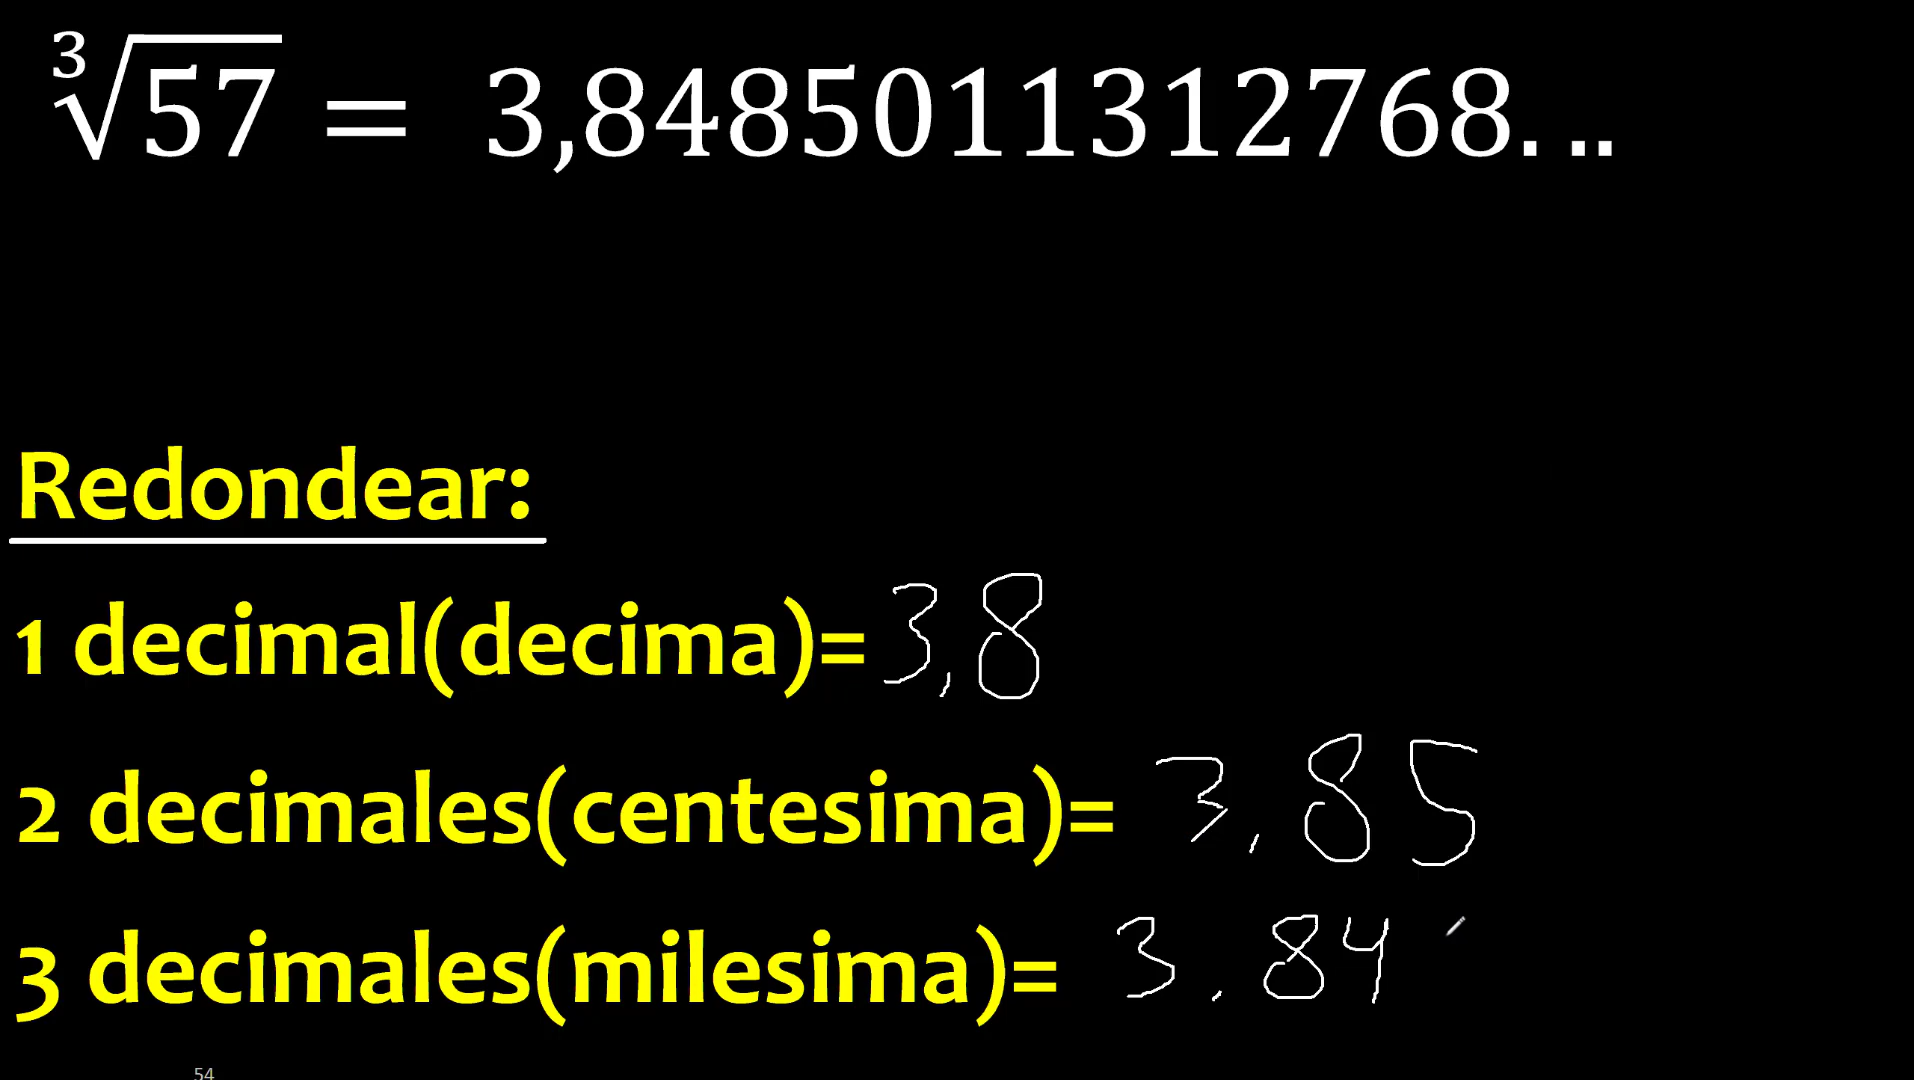 ∛57 = 3,8485011312768...
Redondear:
1 decimal(decima)= 3,8
2 decimales(centesima)= 3,85
3 decimales(milesima)= 3,84
54